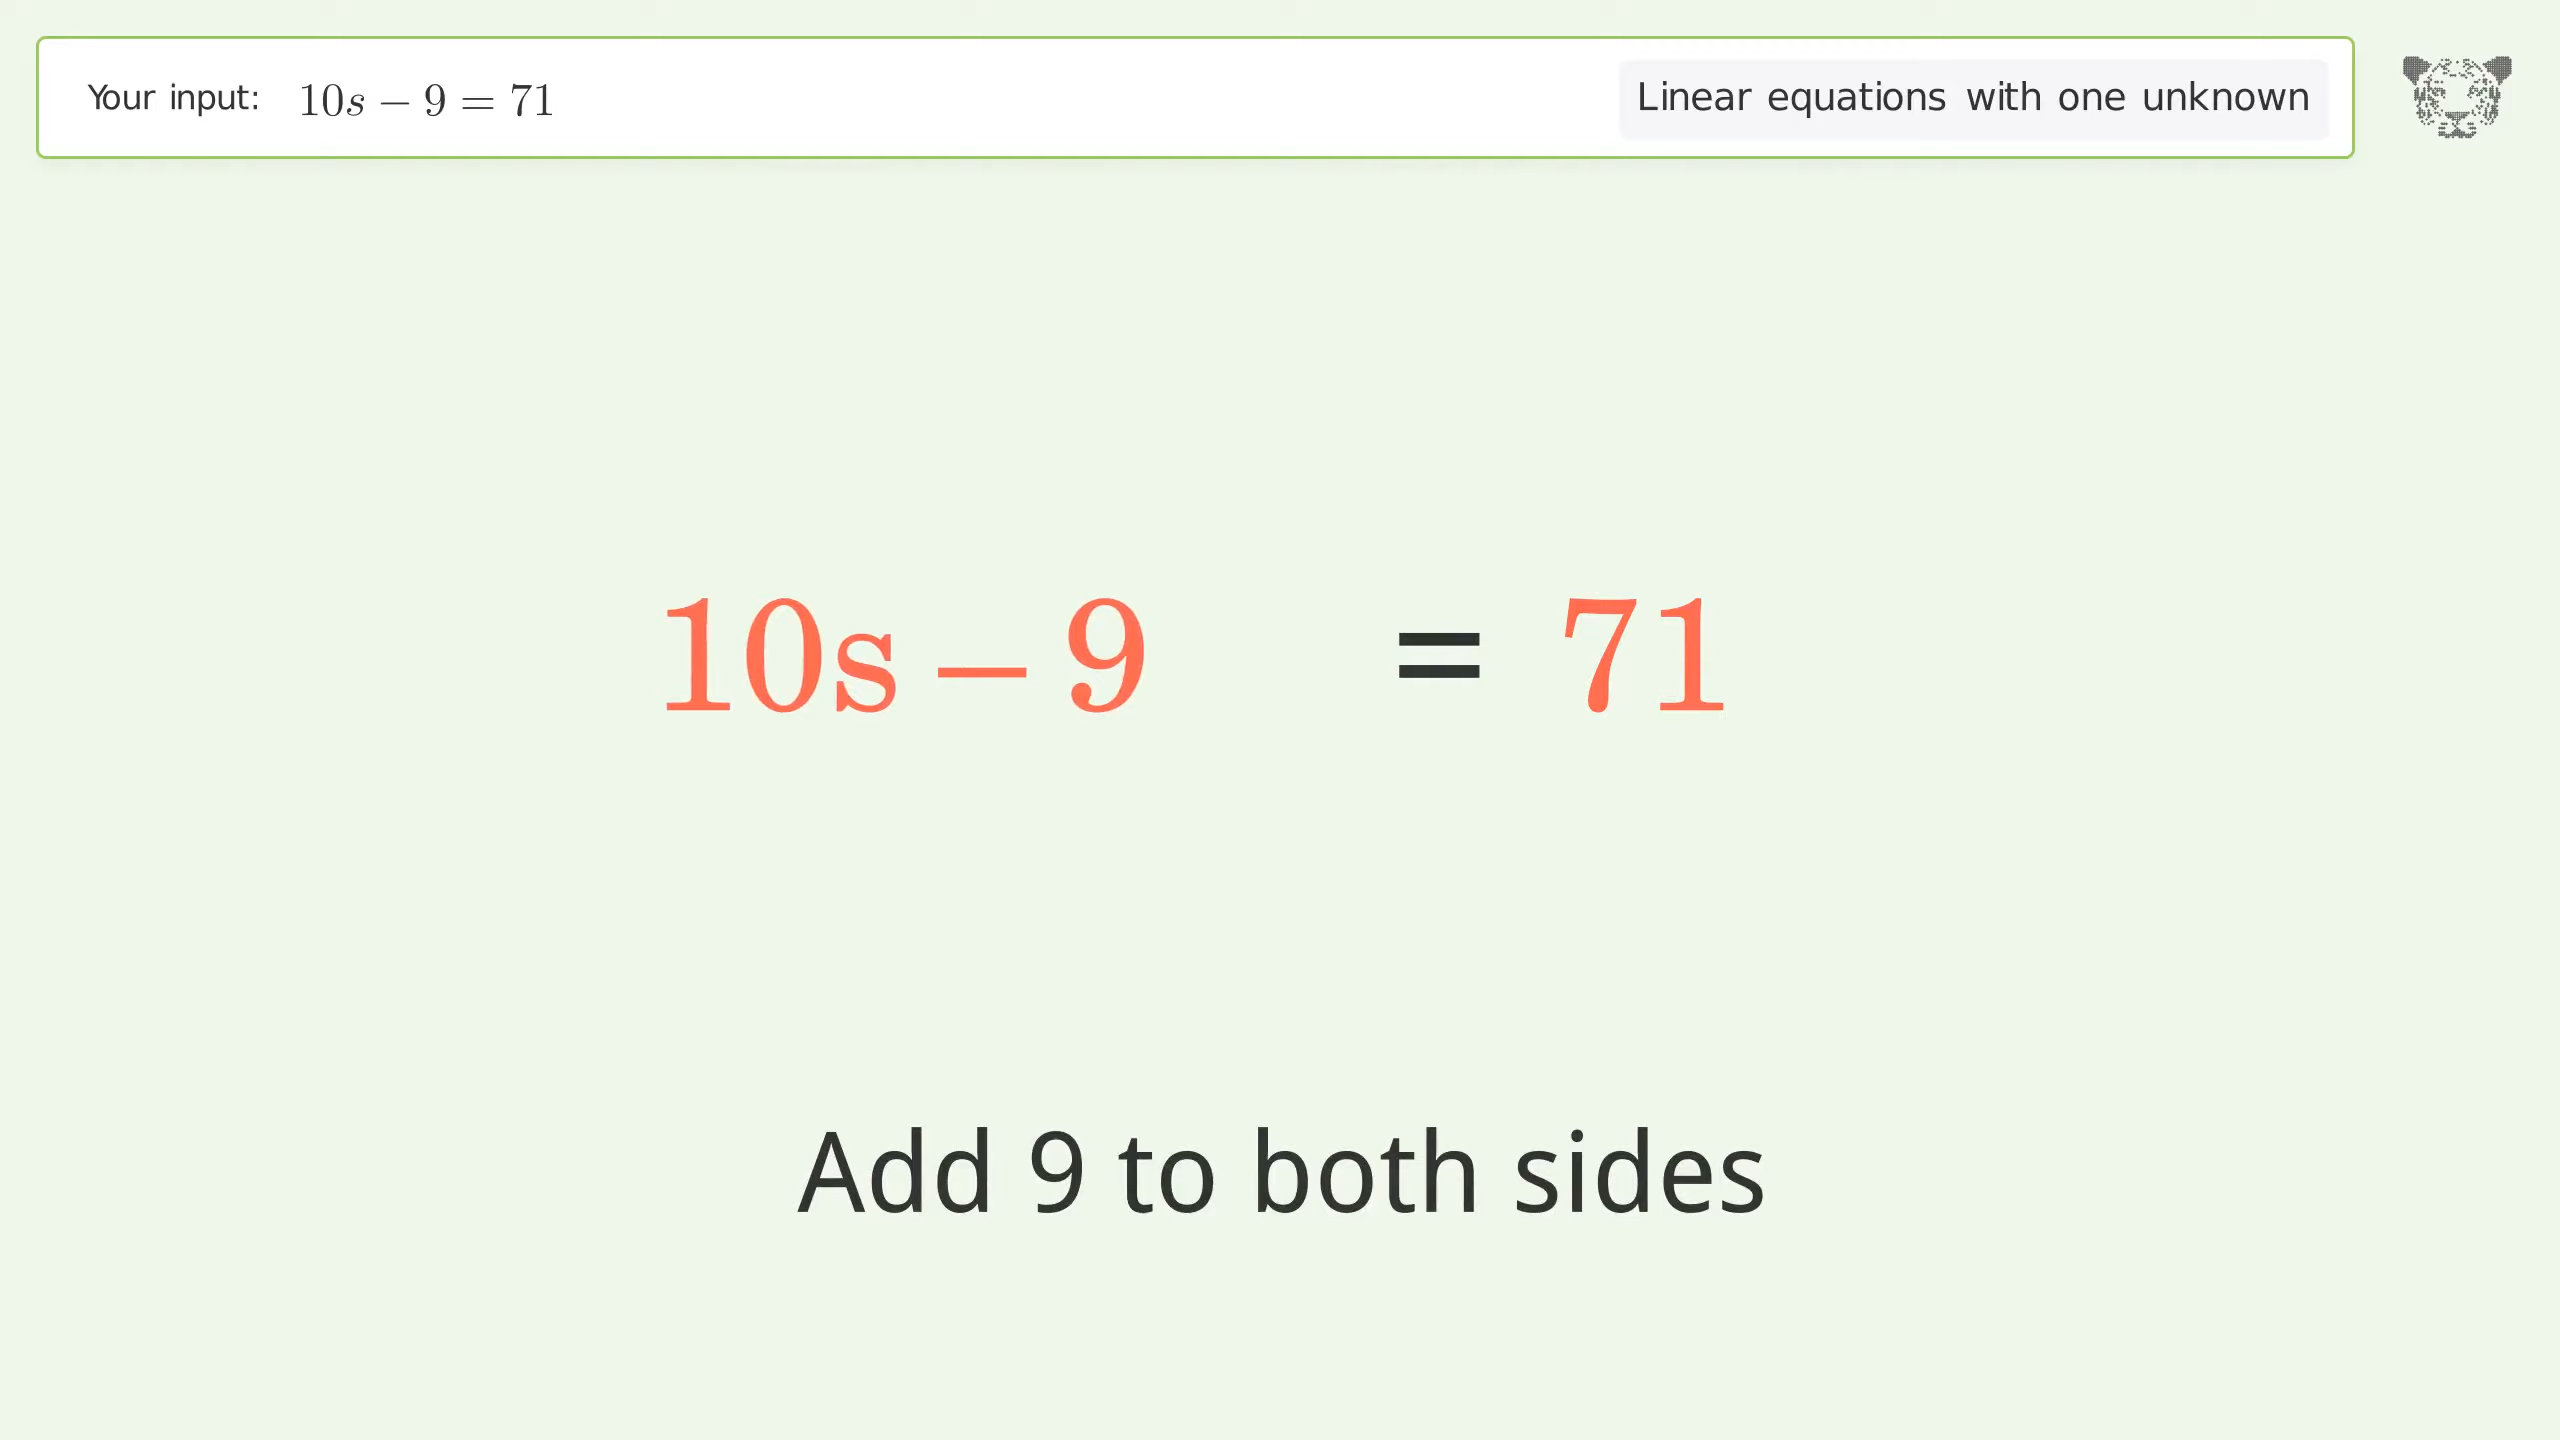 Your input: 10s − 9 = 71
Linear equations with one unknown
10s − 9 = 71
Add 9 to both sides